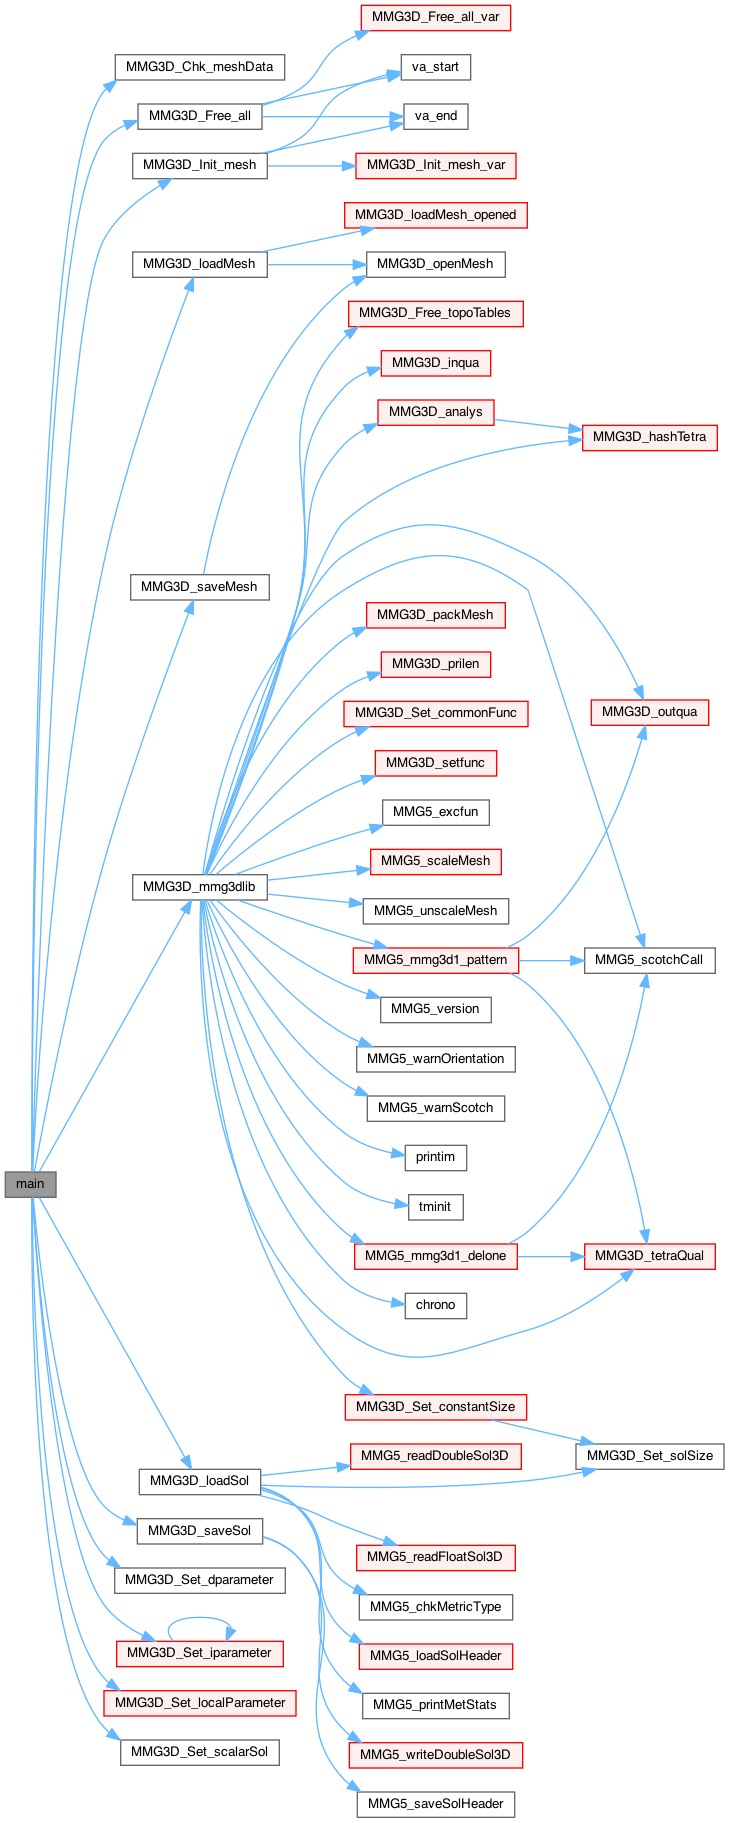 MMG3D_Free_all_var
MMG3D_Chk_meshData
va_start
MMG3D_Free_all
va_end
MMG3D_Init_mesh
MMG3D_Init_mesh_var
MMG3D_loadMesh_opened
MMG3D_loadMesh
MMG3D_openMesh
MMG3D_Free_topoTables
MMG3D_inqua
MMG3D_analys
MMG3D_hashTetra
MMG3D_saveMesh
MMG3D_packMesh
MMG3D_prilen
MMG3D_Set_commonFunc
MMG3D_outqua
MMG3D_setfunc
MMG5_excfun
MMG5_scaleMesh
MMG3D_mmg3dlib
MMG5_unscaleMesh
MMG5_mmg3d1_pattern
MMG5_scotchCall
MMG5_version
MMG5_warnOrientation
MMG5_warnScotch
printim
main
tminit
MMG5_mmg3d1_delone
MMG3D_tetraQual
chrono
MMG3D_Set_constantSize
MMG5_readDoubleSol3D
MMG3D_Set_solSize
MMG3D_loadSol
MMG3D_saveSol
MMG5_readFloatSol3D
MMG3D_Set_dparameter
MMG5_chkMetricType
MMG3D_Set_iparameter
MMG5_loadSolHeader
MMG3D_Set_localParameter
MMG5_printMetStats
MMG3D_Set_scalarSol
MMG5_writeDoubleSol3D
MMG5_saveSolHeader